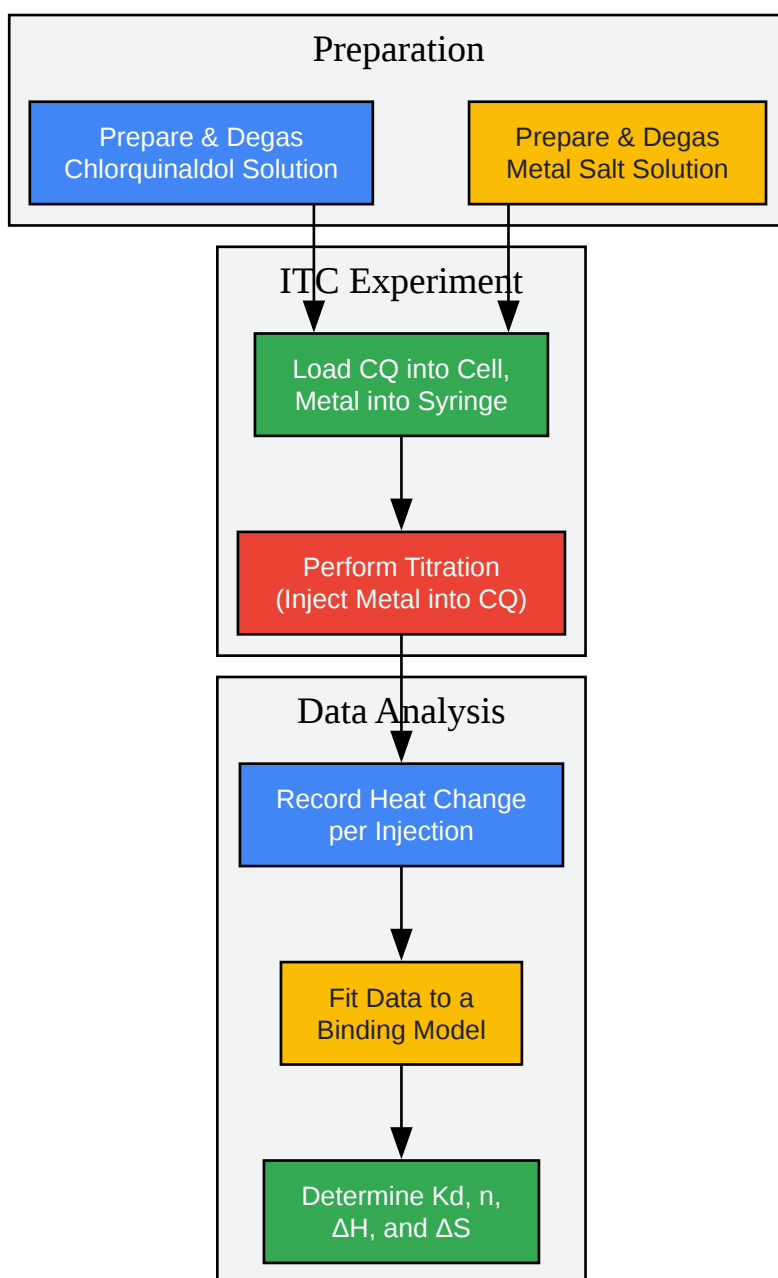 Preparation
Prepare & Degas
Chlorquinaldol Solution
Prepare & Degas
Metal Salt Solution
ITC Experiment
Load CQ into Cell,
Metal into Syringe
Perform Titration
(Inject Metal into CQ)
Data Analysis
Record Heat Change
per Injection
Fit Data to a
Binding Model
Determine Kd, n,
ΔH, and ΔS